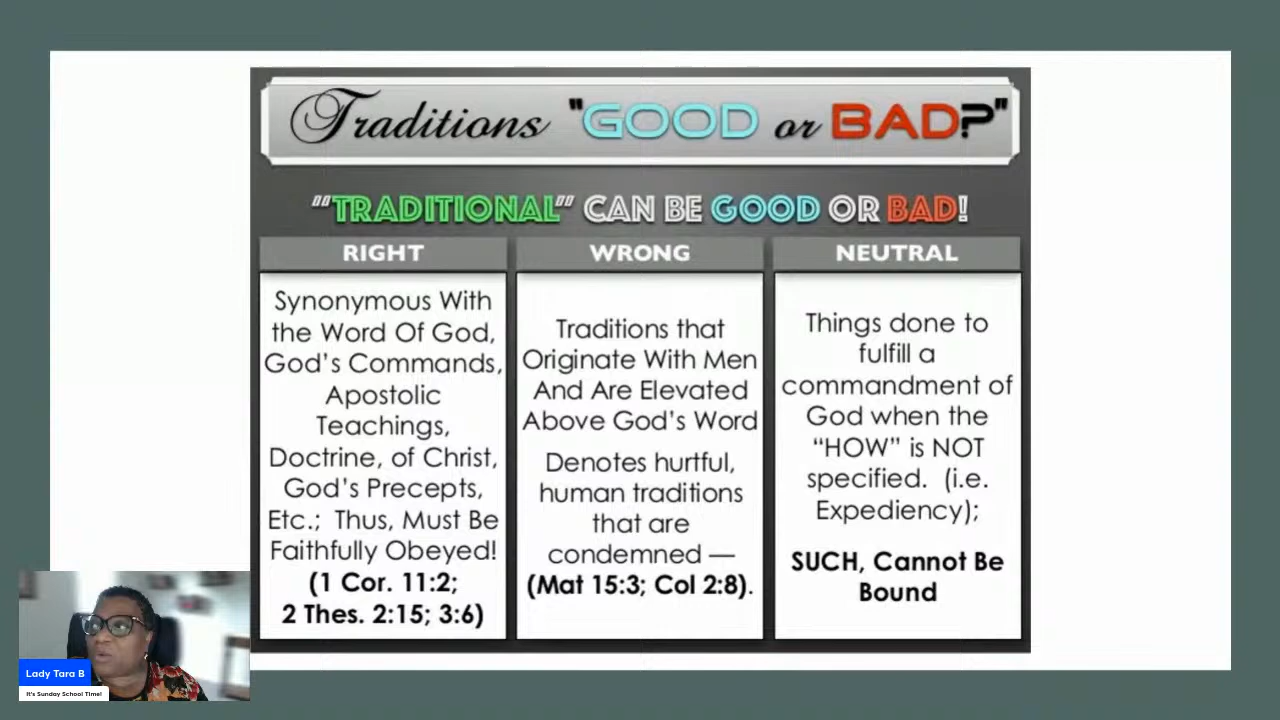 Traditions "GOOD or BAD?"
"TRADITIONAL" CAN BE GOOD OR BAD!
RIGHT
Synonymous With
the Word Of God,
God's Commands,
Apostolic
Teachings,
Doctrine, of Christ,
God's Precepts,
Etc.; Thus, Must Be
Faithfully Obeyed!
(1 Cor. 11:2;
2 Thes. 2:15; 3:6)
WRONG
Traditions that
Originate With Men
And Are Elevated
Above God's Word
Denotes hurtful,
human traditions
that are
condemned —
(Mat 15:3; Col 2:8).
NEUTRAL
Things done to
fulfill a
commandment of
God when the
"HOW" is NOT
specified. (i.e.
Expediency);
SUCH, Cannot Be
Bound
Lady Tara B
It's Sunday School Time!